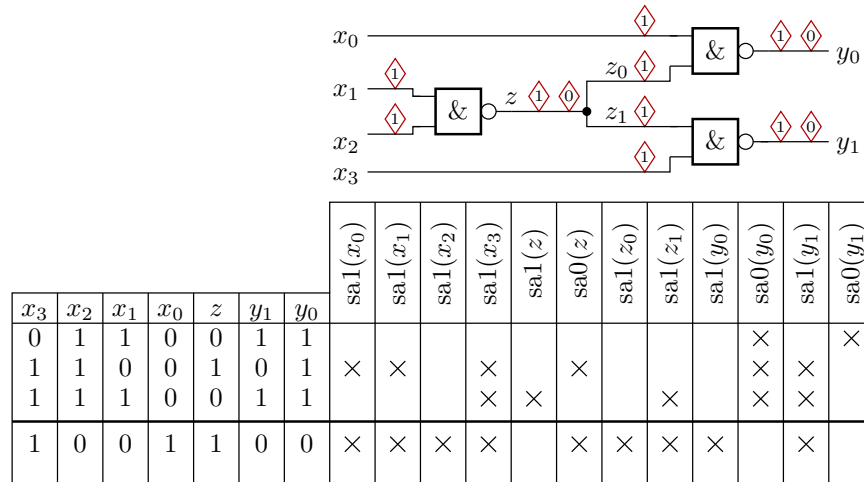 x₀ 1 & 1 0 y₀
z₀ 1
x₁ 1 & z 1 0
x₂ 1 z₁ 1 & 1 0 y₁
x₃ 1
sa1(x₀) sa1(x₁) sa1(x₂) sa1(x₃) sa1(z) sa0(z) sa1(z₀) sa1(z₁) sa1(y₀) sa0(y₀) sa1(y₁) sa0(y₁)
x₃ x₂ x₁ x₀ z y₁ y₀
0 1 1 0 0 1 1 × ×
1 1 0 0 1 0 1 × × × × × ×
1 1 1 0 0 1 1 × × × × ×
1 0 0 1 1 0 0 × × × × × × × × ×